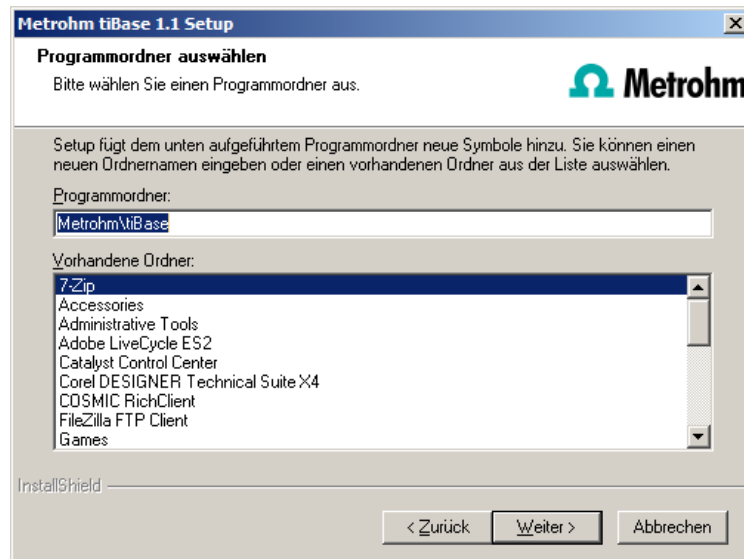 Metrohm tiBase 1.1 Setup
Programmordner auswählen
Bitte wählen Sie einen Programmordner aus.
Metrohm
Setup fügt dem unten aufgeführtem Programmordner neue Symbole hinzu. Sie können einen
neuen Ordnernamen eingeben oder einen vorhandenen Ordner aus der Liste auswählen.
Programmordner:
Metrohm\tiBase
Vorhandene Ordner:
7-Zip
Accessories
Administrative Tools
Adobe LiveCycle ES2
Catalyst Control Center
Corel DESIGNER Technical Suite X4
COSMIC RichClient
FileZilla FTP Client
Games
InstallShield
< Zurück
Weiter >
Abbrechen